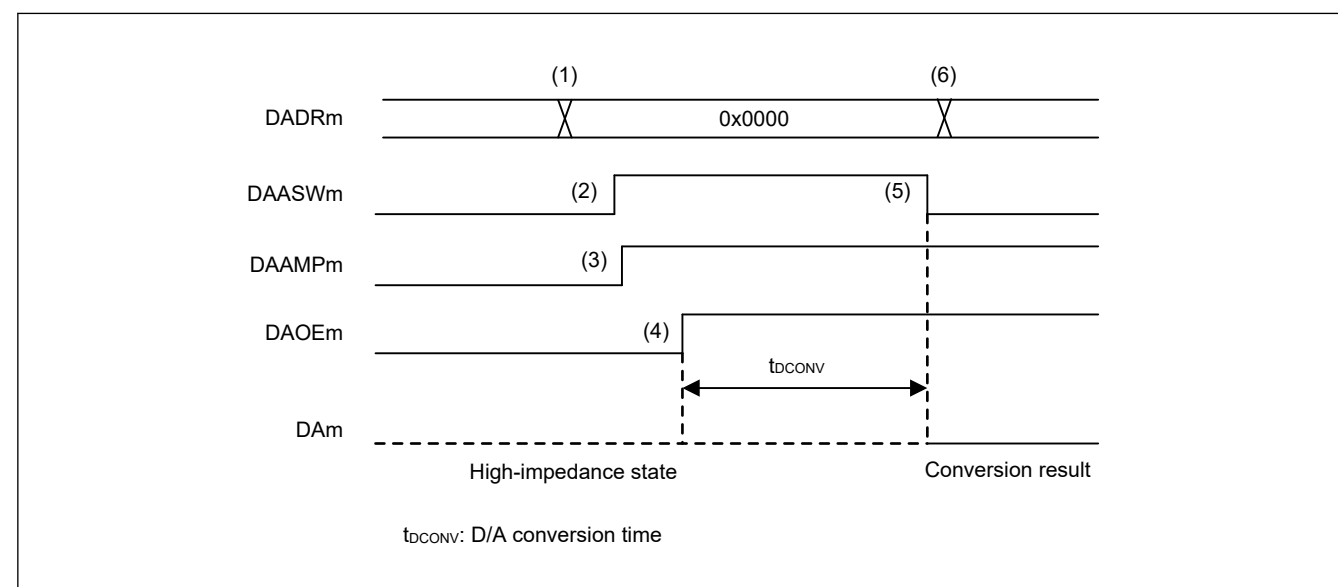 (1) (6)
DADRm 0x0000
DAASWm (2) (5)
DAAMPm (3)
DAOEm (4)
tDCONV
DAm
High-impedance state Conversion result
tDCONV: D/A conversion time